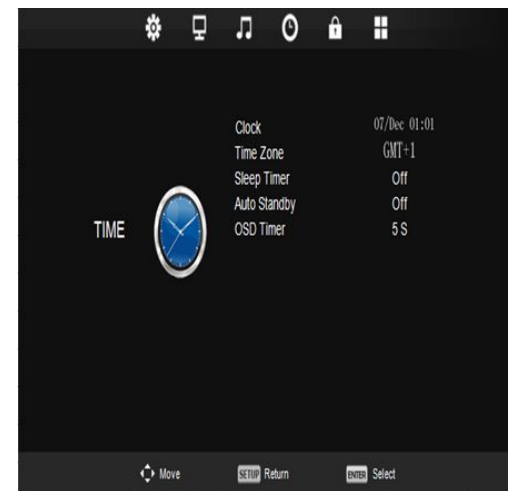 Clock 07/Dec 01:01
Time Zone GMT+1
Sleep Timer Off
Auto Standby Off
TIME OSD Timer 5 S
Move SETUP Return ENTER Select